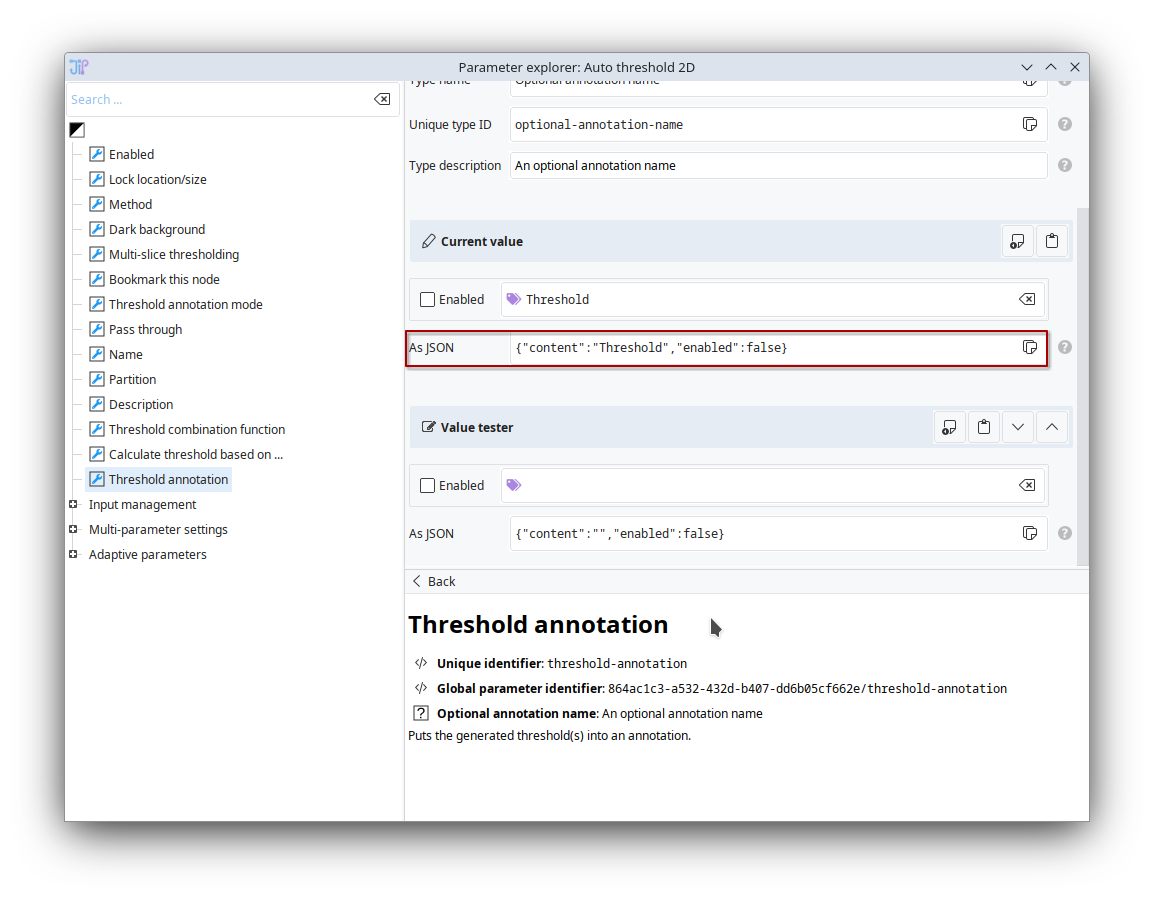 Parameter explorer: Auto threshold 2D
Search ...
Enabled
Lock location/size
Method
Dark background
Multi-slice thresholding
Bookmark this node
Threshold annotation mode
Pass through
Name
Partition
Description
Threshold combination function
Calculate threshold based on ...
Threshold annotation
Input management
Multi-parameter settings
Adaptive parameters
Type name Optional annotation name
Unique type ID optional-annotation-name
Type description An optional annotation name
Current value
Enabled Threshold
As JSON {"content":"Threshold","enabled":false}
Value tester
Enabled
As JSON {"content":"","enabled":false}
Back
Threshold annotation
Unique identifier: threshold-annotation
Global parameter identifier: 864ac1c3-a532-432d-b407-dd6b05cf662e/threshold-annotation
Optional annotation name: An optional annotation name
Puts the generated threshold(s) into an annotation.